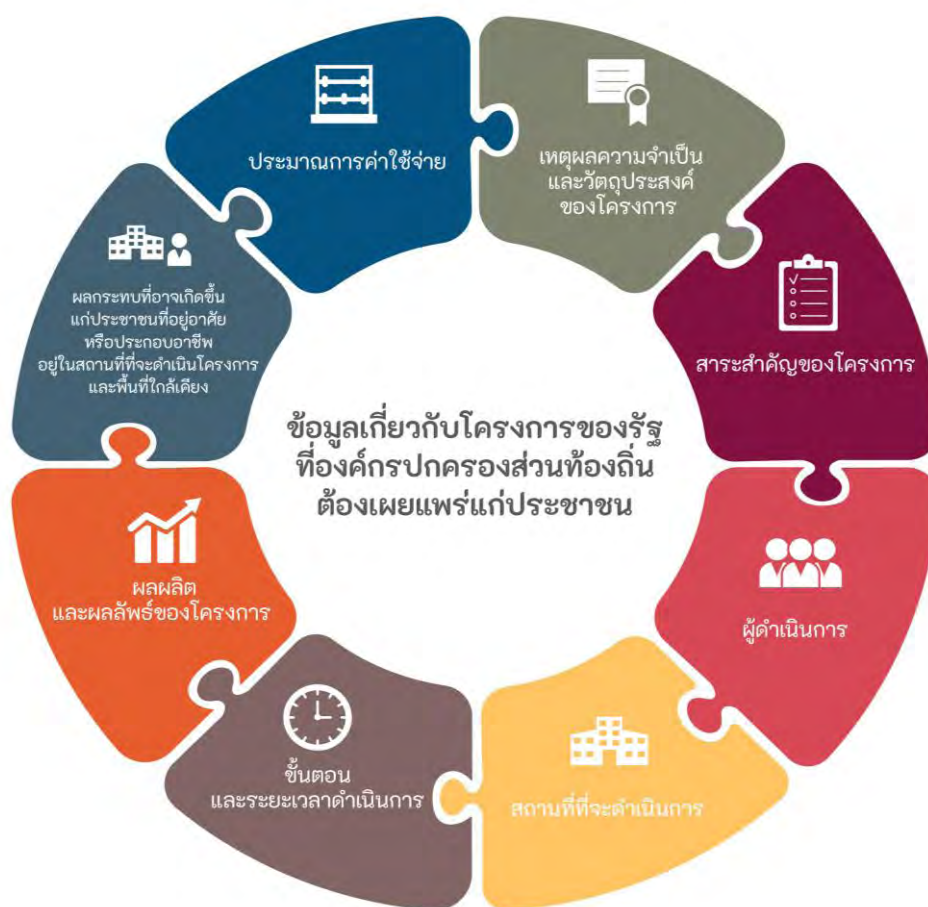 ข้อมูลเกี่ยวกับโครงการของรัฐ
ที่องค์กรปกครองส่วนท้องถิ่น
ต้องเผยแพร่แก่ประชาชน
เหตุผลความจำเป็น
และวัตถุประสงค์
ของโครงการ
สาระสำคัญของโครงการ
ผู้ดำเนินการ
สถานที่ที่จะดำเนินการ
ขั้นตอน
และระยะเวลาดำเนินการ
ผลผลิต
และผลลัพธ์ของโครงการ
ผลกระทบที่อาจเกิดขึ้น
แก่ประชาชนที่อยู่อาศัย
หรือประกอบอาชีพ
อยู่ในสถานที่ที่จะดำเนินโครงการ
และพื้นที่ใกล้เคียง
ประมาณการค่าใช้จ่าย